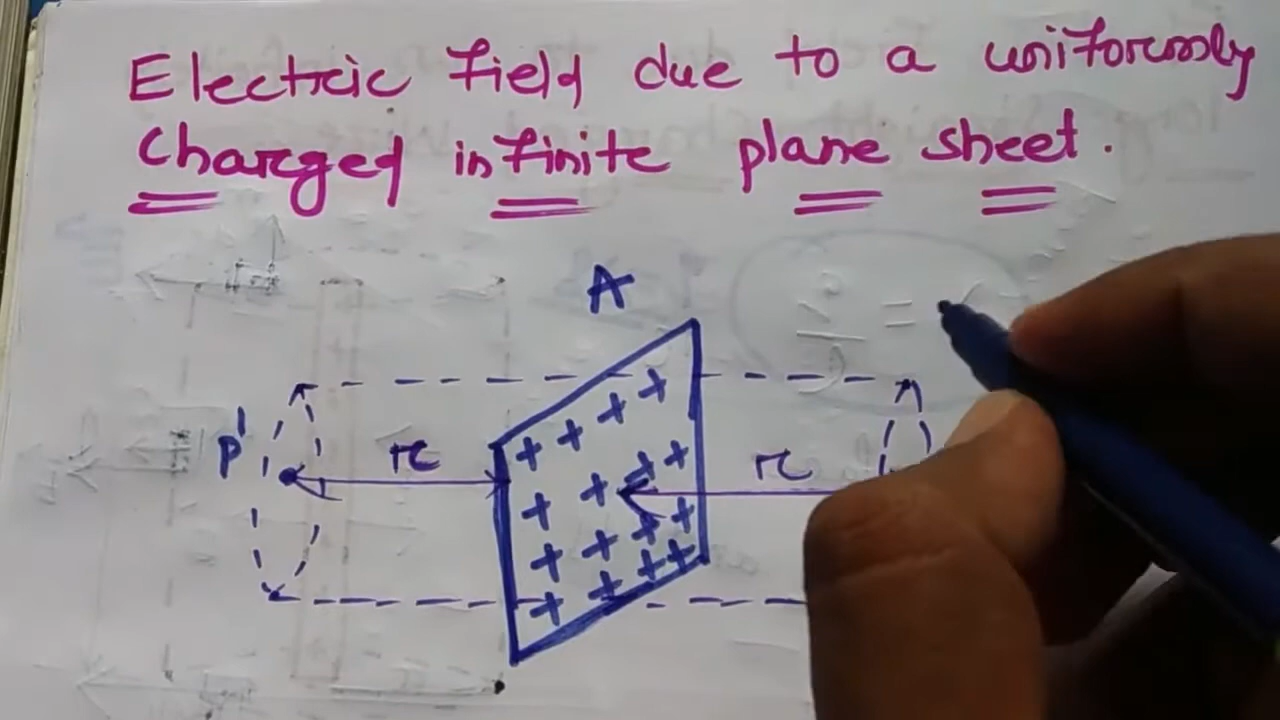 Electric field due to a uniformly
charged infinite plane sheet.
A
+ + + +
P' r + + + + r
+ + + +
+ + + +